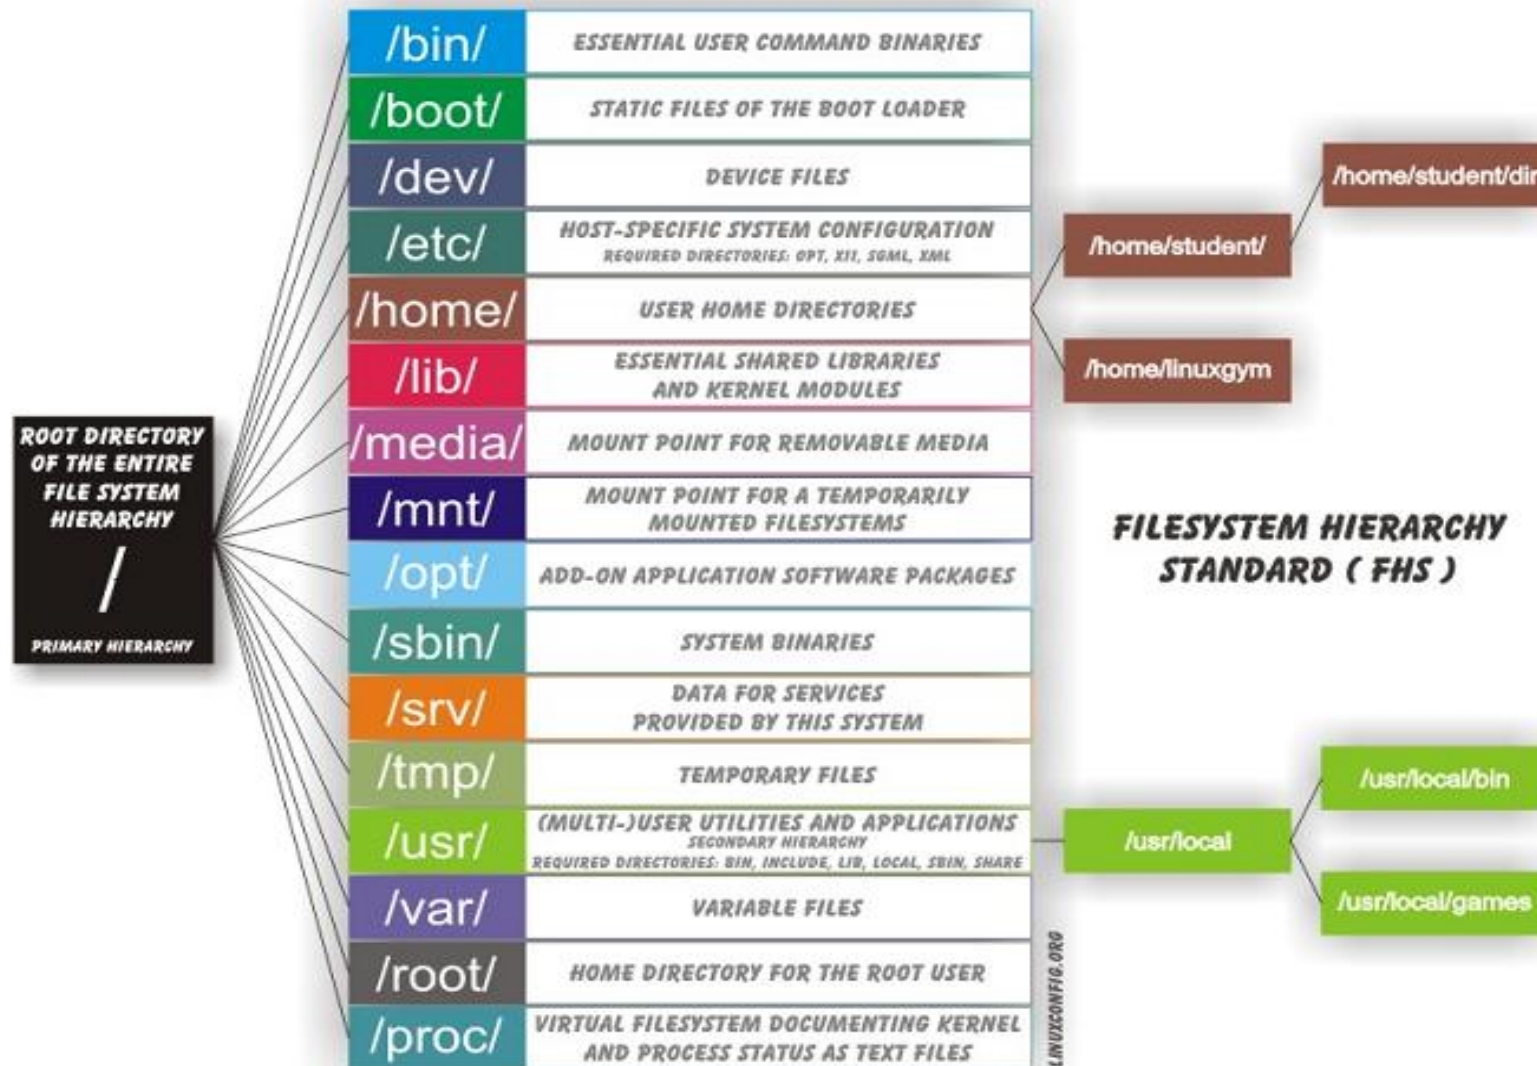 ROOT DIRECTORY
OF THE ENTIRE
FILE SYSTEM
HIERARCHY
/
PRIMARY HIERARCHY
/bin/
ESSENTIAL USER COMMAND BINARIES
/boot/
STATIC FILES OF THE BOOT LOADER
/dev/
DEVICE FILES
/etc/
HOST-SPECIFIC SYSTEM CONFIGURATION
REQUIRED DIRECTORIES: OPT, X11, SGML, XML
/home/
USER HOME DIRECTORIES
/home/student/
/home/student/dir
/home/linuxgym
/lib/
ESSENTIAL SHARED LIBRARIES
AND KERNEL MODULES
/media/
MOUNT POINT FOR REMOVABLE MEDIA
/mnt/
MOUNT POINT FOR A TEMPORARILY
MOUNTED FILESYSTEMS
/opt/
ADD-ON APPLICATION SOFTWARE PACKAGES
/sbin/
SYSTEM BINARIES
/srv/
DATA FOR SERVICES
PROVIDED BY THIS SYSTEM
/tmp/
TEMPORARY FILES
/usr/
(MULTI-)USER UTILITIES AND APPLICATIONS
SECONDARY HIERARCHY
REQUIRED DIRECTORIES: BIN, INCLUDE, LIB, LOCAL, SBIN, SHARE
/usr/local
/usr/local/bin
/usr/local/games
/var/
VARIABLE FILES
/root/
HOME DIRECTORY FOR THE ROOT USER
/proc/
VIRTUAL FILESYSTEM DOCUMENTING KERNEL
AND PROCESS STATUS AS TEXT FILES
FILESYSTEM HIERARCHY
STANDARD ( FHS )
LINUXCONFIG.ORG